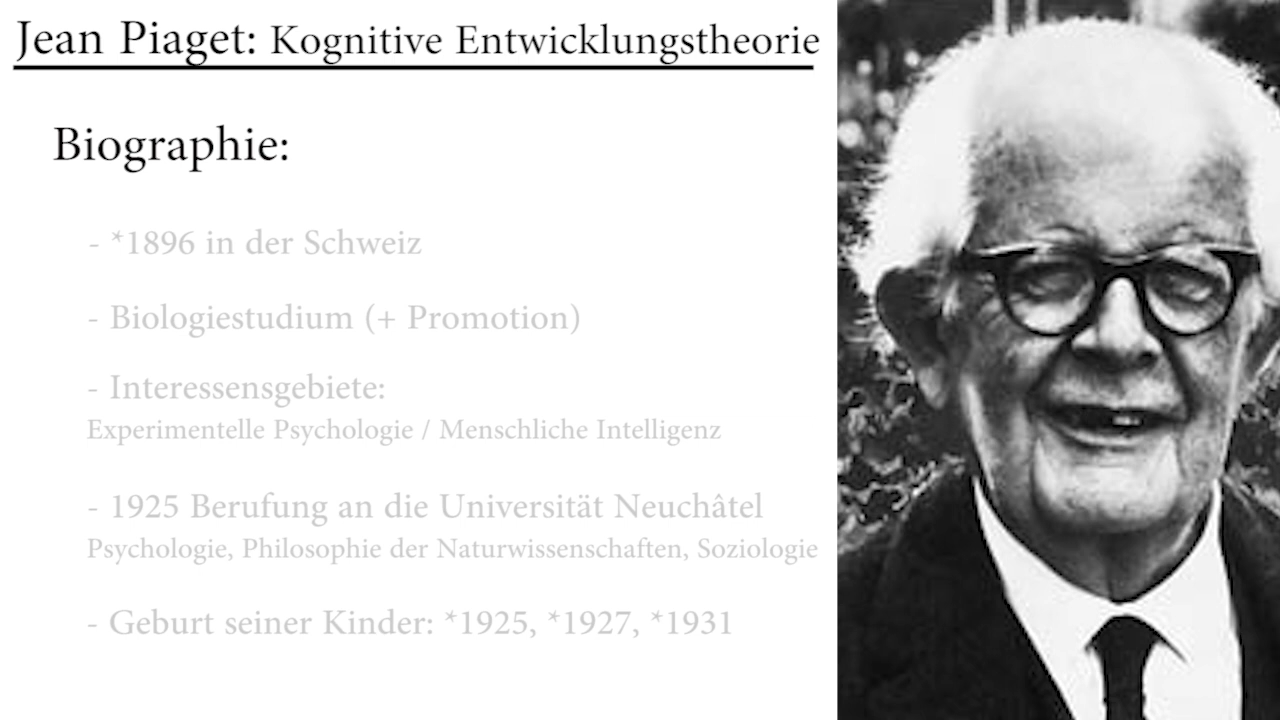 Jean Piaget: Kognitive Entwicklungstheorie
Biographie:
- *1896 in der Schweiz
- Biologiestudium (+ Promotion)
- Interessensgebiete:
Experimentelle Psychologie / Menschliche Intelligenz
- 1925 Berufung an die Universität Neuchâtel
Psychologie, Philosophie der Naturwissenschaften, Soziologie
- Geburt seiner Kinder: *1925, *1927, *1931